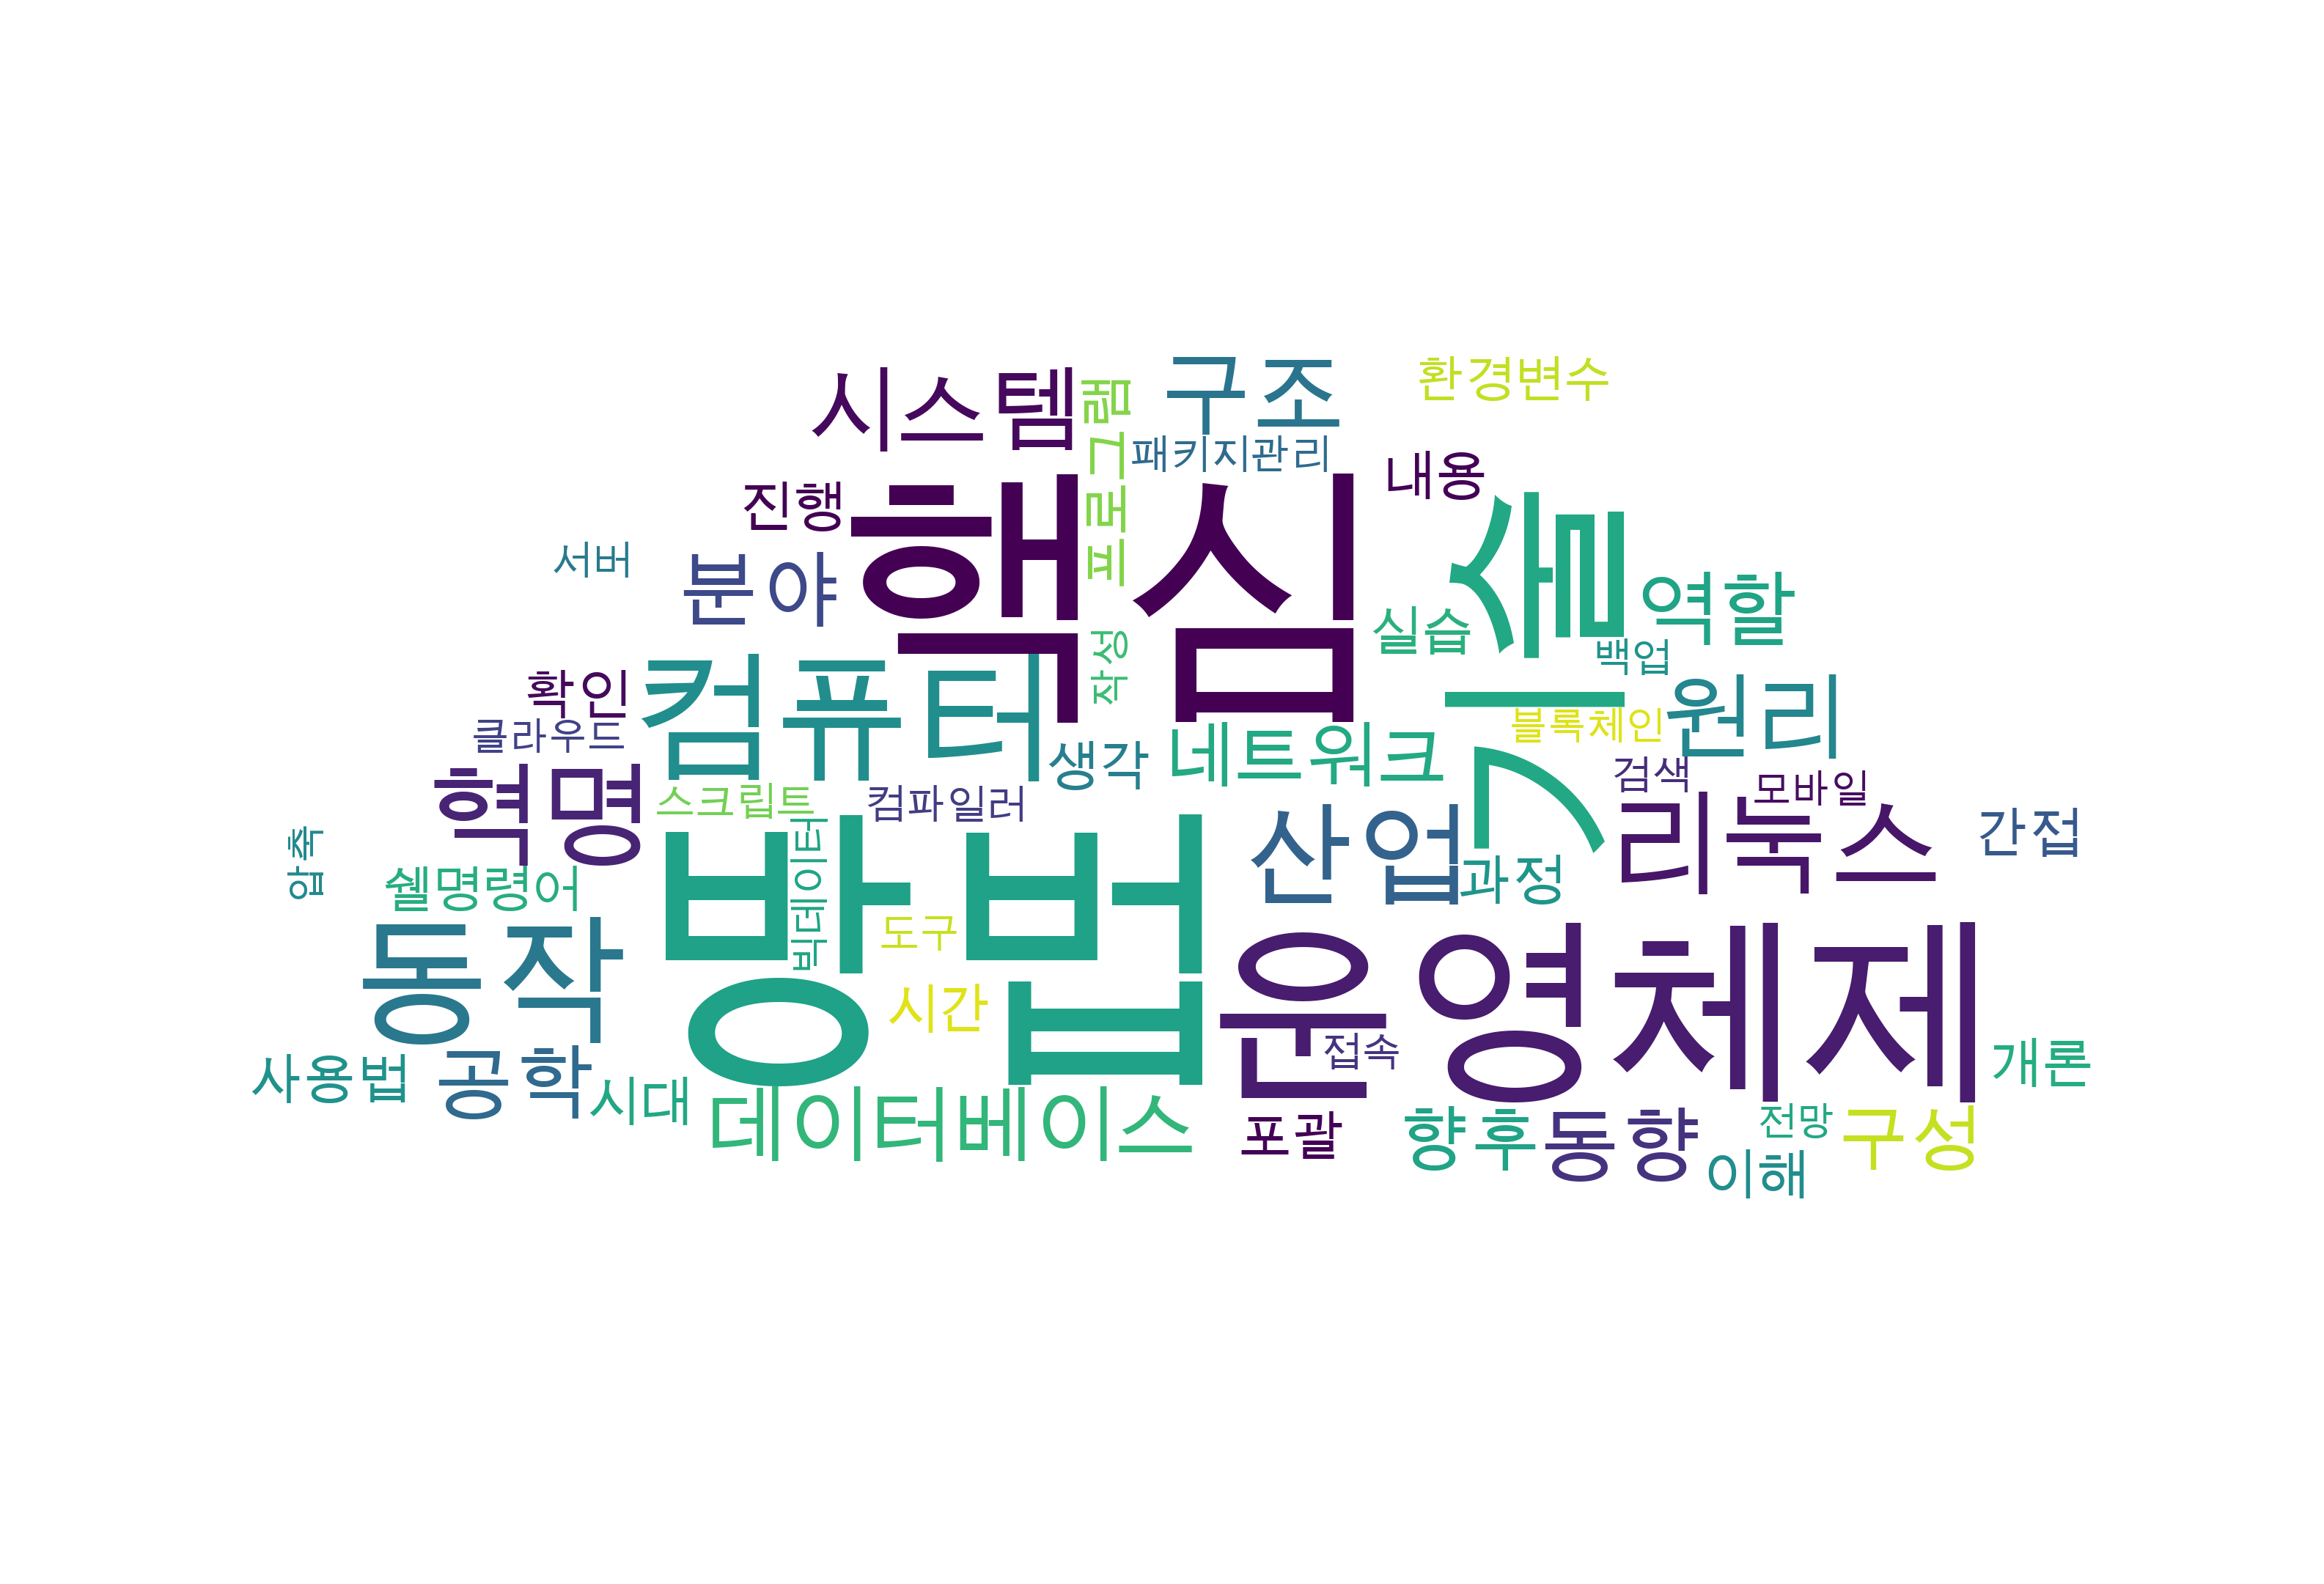 구조
환경변수
시스템
프로그램
패키지관리
내용
진행
핵심
기술
서버
분야
역할
실습
백업
작성
확인
컴퓨터
원리
클라우드
생각
네트워크
블록체인
검색
모바일
혁명
스크립트
컴파일러
산업
리눅스
간접
압축
쉘명령어
빅데이터
방법
과정
동작
도구
운영체제
시간
접속
사용법
공학
시대
데이터베이스
포괄
향후
동향
전망
구성
개론
이해